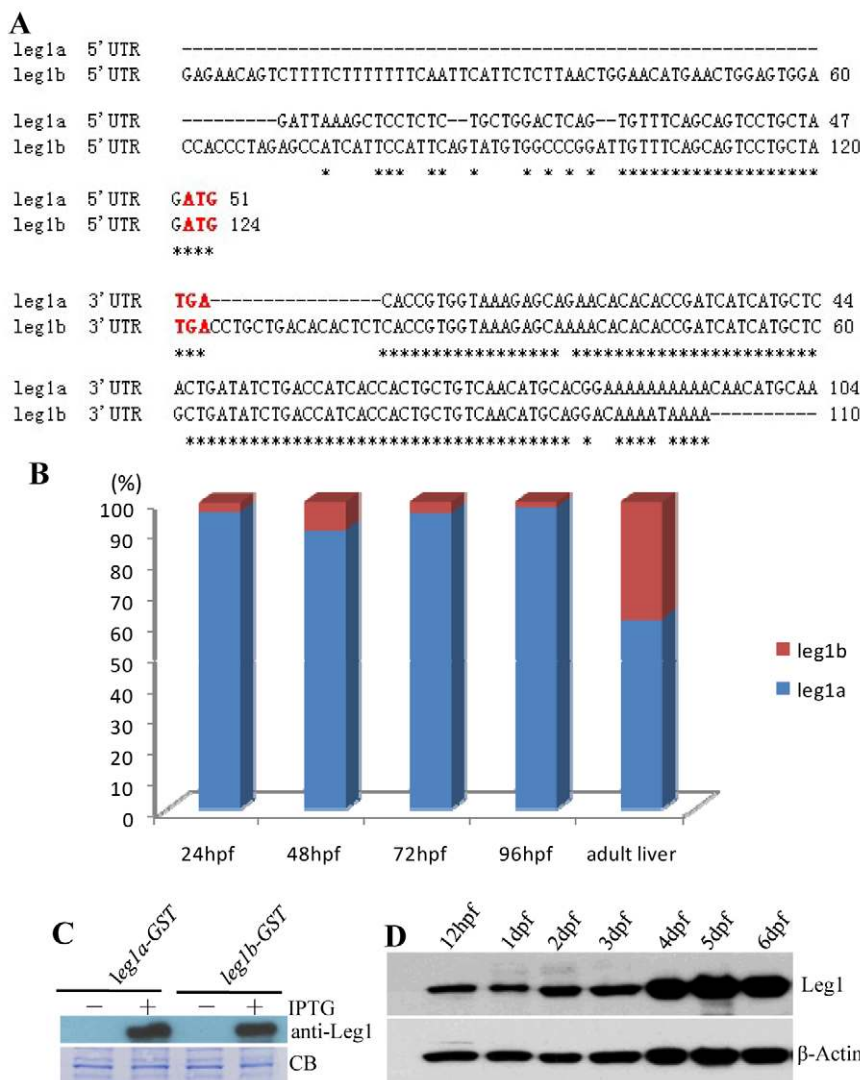 A
leg1a 5'UTR ------------------------------------------------------------
leg1b 5'UTR GAGAACAGTCTTTTCTTTTTTTCAATTCATTCTCTTAACTGGAACATGAACTGGAGTGGA 60
leg1a 5'UTR ---------GATTAAAGCTCCTCTC--TGCTGGACTCAG--TGTTTCAGCAGTCCTGCTA 47
leg1b 5'UTR CCACCCTAGAGCCATCATTCCATTCAGTATGTGGCCCGGATTGTTTCAGCAGTCCTGCTA 120
* *** ** * * * * *******************
leg1a 5'UTR GATG 51
leg1b 5'UTR GATG 124
****
leg1a 3'UTR TGA----------------CACCGTGGTAAAGAGCAGAACACACACCGATCATCATGCTC 44
leg1b 3'UTR TGACCTGCTGACACACTCTCACCGTGGTAAAGAGCAAAACACACACCGATCATCATGCTC 60
*** ***************** ***********************
leg1a 3'UTR ACTGATATCTGACCATCACCACTGCTGTCAACATGCACGGAAAAAAAAAACAACATGCAA 104
leg1b 3'UTR GCTGATATCTGACCATCACCACTGCTGTCAACATGCAGGACAAAATAAAA---------- 110
************************************ * **** ****
B
(%)
100
90
80
70
60
50
40
30
20
10
0
24hpf 48hpf 72hpf 96hpf adult liver
leg1b
leg1a
C
leg1a-GST leg1b-GST
− + − + IPTG
anti-Leg1
CB
D
12hpf 1dpf 2dpf 3dpf 4dpf 5dpf 6dpf
Leg1
β-Actin